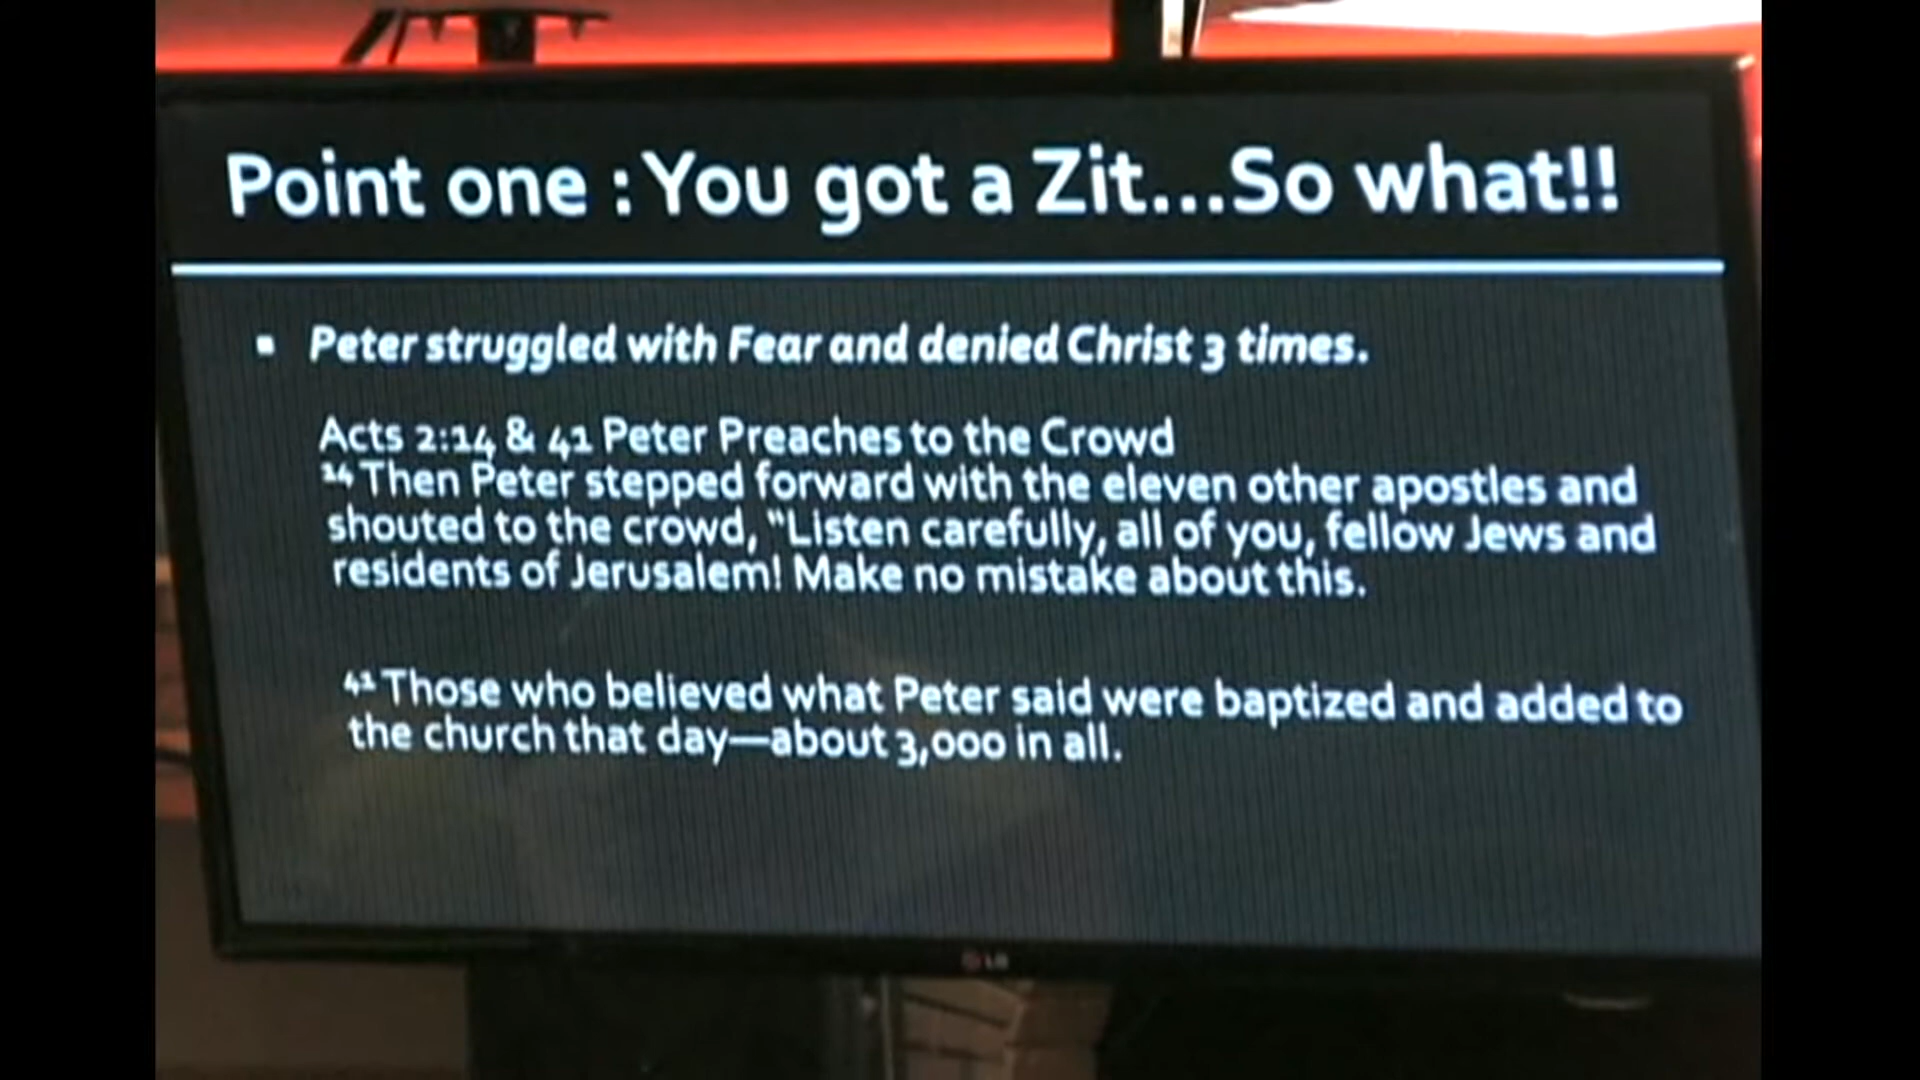 Point one : You got a Zit...So what!!
▪ Peter struggled with Fear and denied Christ 3 times.
Acts 2:14 & 41 Peter Preaches to the Crowd
14 Then Peter stepped forward with the eleven other apostles and
shouted to the crowd, “Listen carefully, all of you, fellow Jews and
residents of Jerusalem! Make no mistake about this.
41 Those who believed what Peter said were baptized and added to
the church that day—about 3,000 in all.
LG